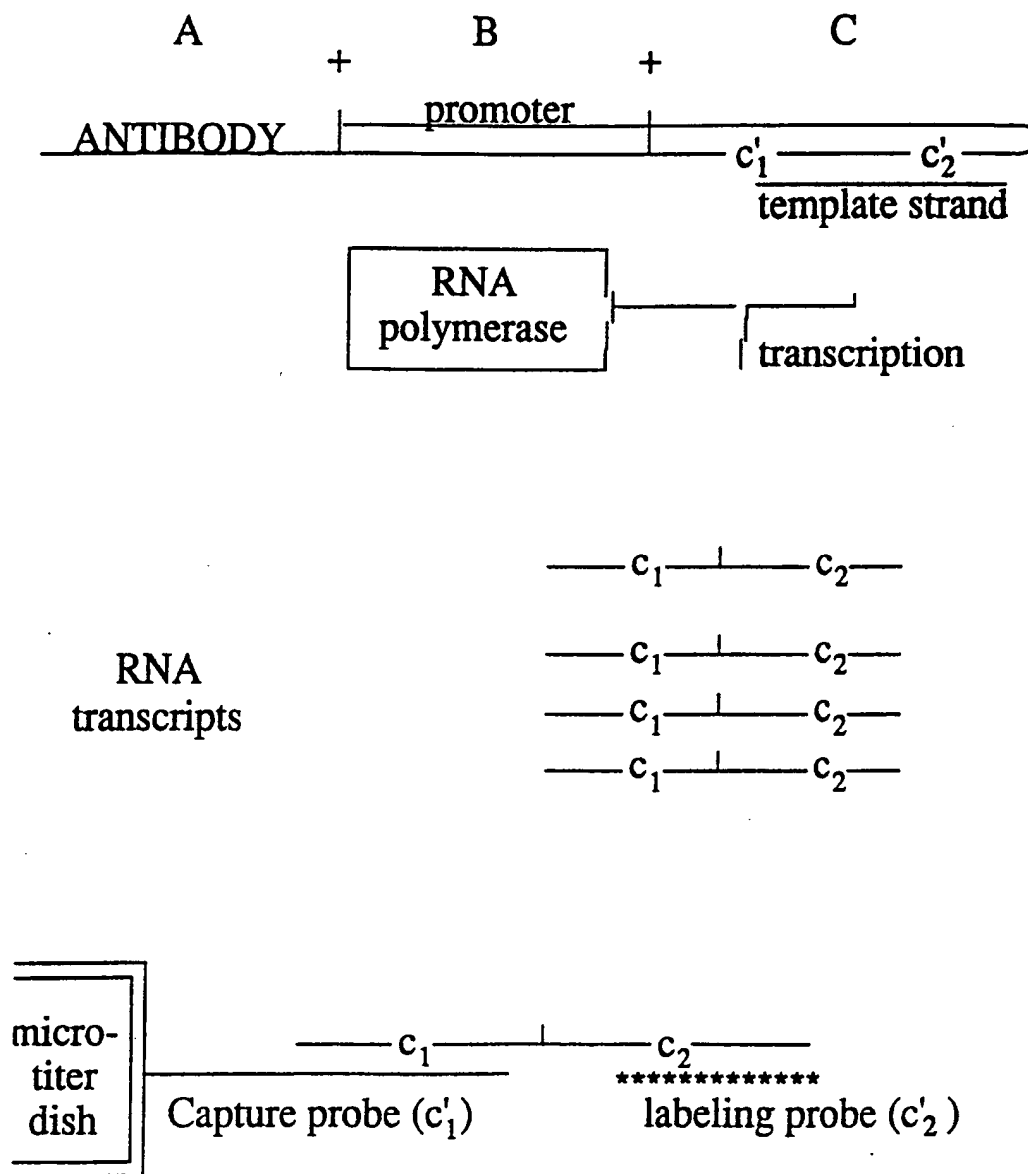 A B C
+ +
promoter
ANTIBODY
c'₁ c'₂
template strand
RNA
polymerase
transcription
c₁ c₂
RNA
transcripts
c₁ c₂
c₁ c₂
c₁ c₂
micro-
titer
dish
c₁ c₂
*************
Capture probe (c'₁) labeling probe (c'₂)